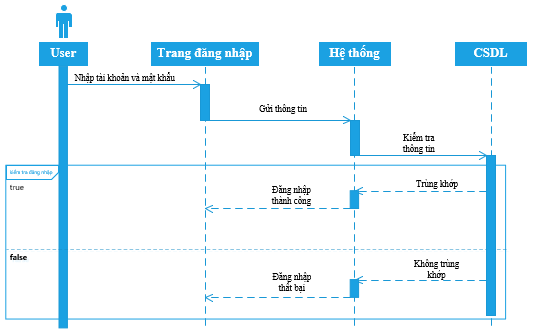 User
Trang đăng nhập
Hệ thống
CSDL
Nhập tài khoản và mật khẩu
Gửi thông tin
Kiểm tra
thông tin
kiểm tra đăng nhập
true
Trùng khớp
Đăng nhập
thành công
false
Không trùng
khớp
Đăng nhập
thất bại